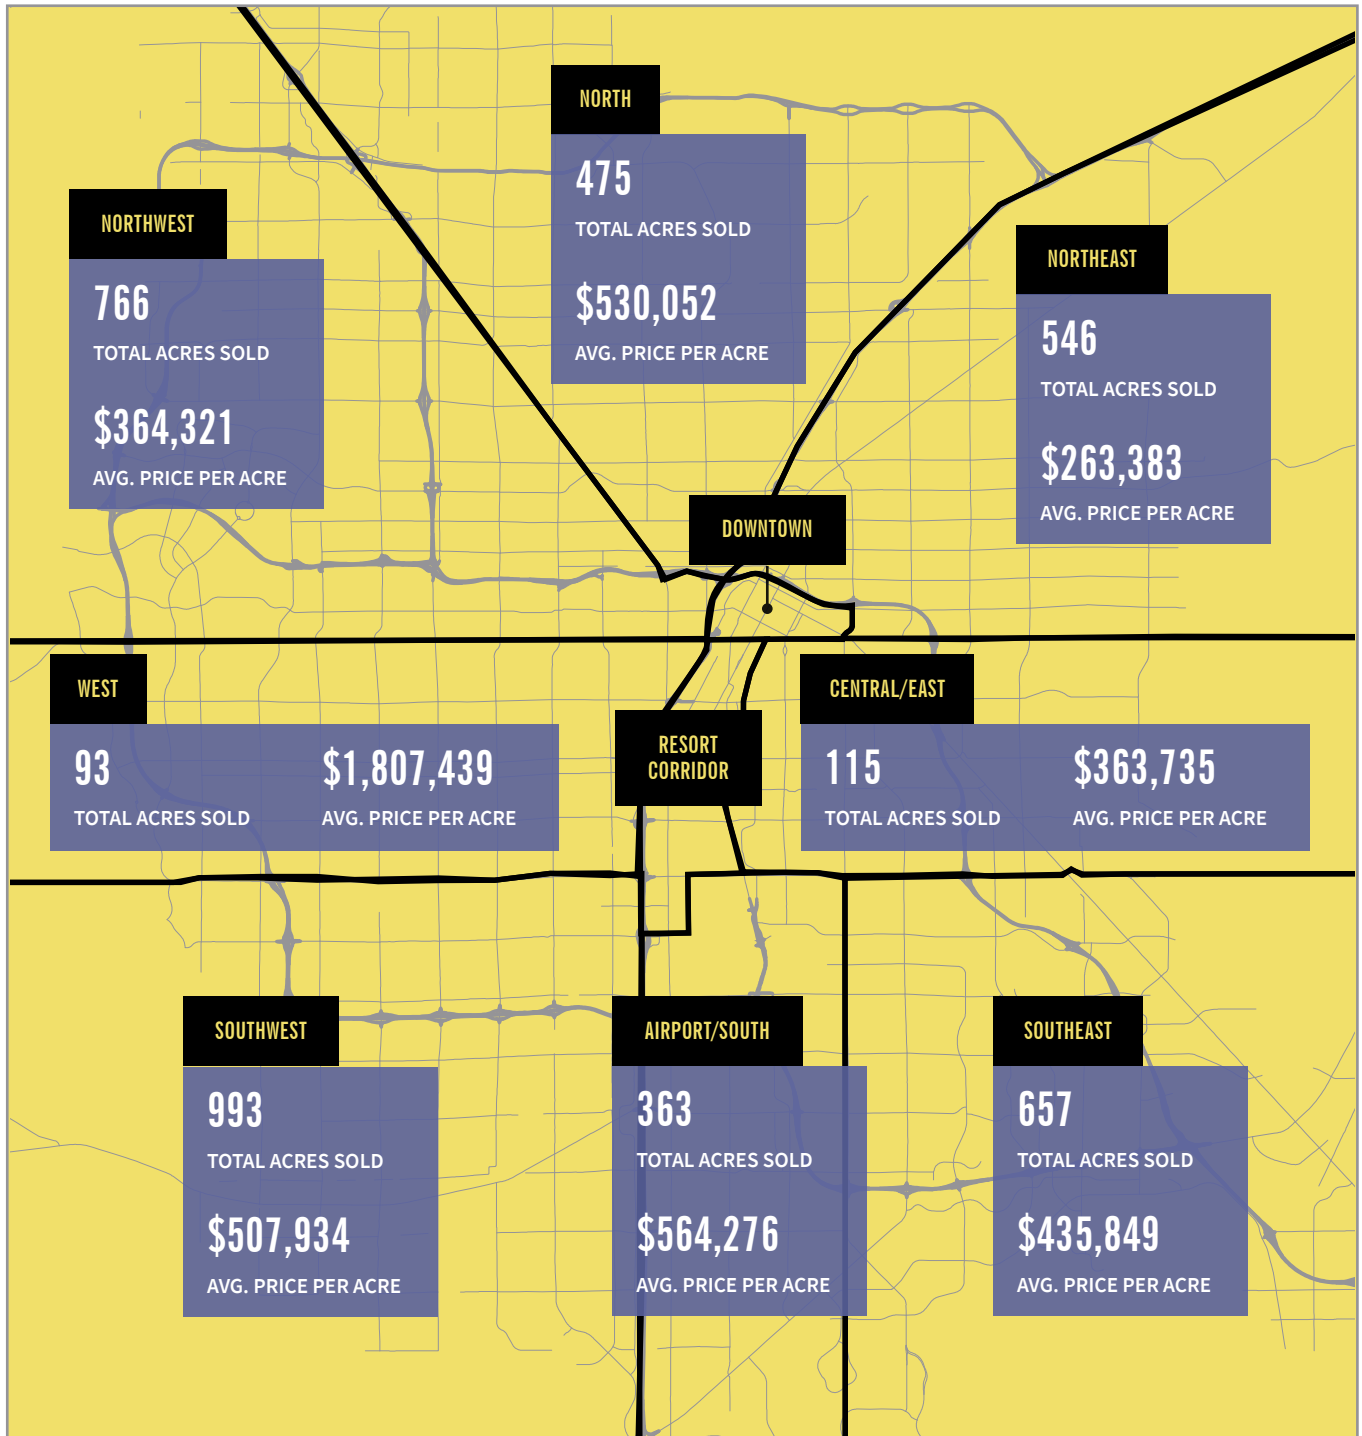 NORTH
475
TOTAL ACRES SOLD
$530,052
AVG. PRICE PER ACRE
NORTHWEST
766
TOTAL ACRES SOLD
$364,321
AVG. PRICE PER ACRE
NORTHEAST
546
TOTAL ACRES SOLD
$263,383
AVG. PRICE PER ACRE
DOWNTOWN
WEST
93
TOTAL ACRES SOLD
$1,807,439
AVG. PRICE PER ACRE
RESORT
CORRIDOR
CENTRAL/EAST
115
TOTAL ACRES SOLD
$363,735
AVG. PRICE PER ACRE
SOUTHWEST
993
TOTAL ACRES SOLD
$507,934
AVG. PRICE PER ACRE
AIRPORT/SOUTH
363
TOTAL ACRES SOLD
$564,276
AVG. PRICE PER ACRE
SOUTHEAST
657
TOTAL ACRES SOLD
$435,849
AVG. PRICE PER ACRE